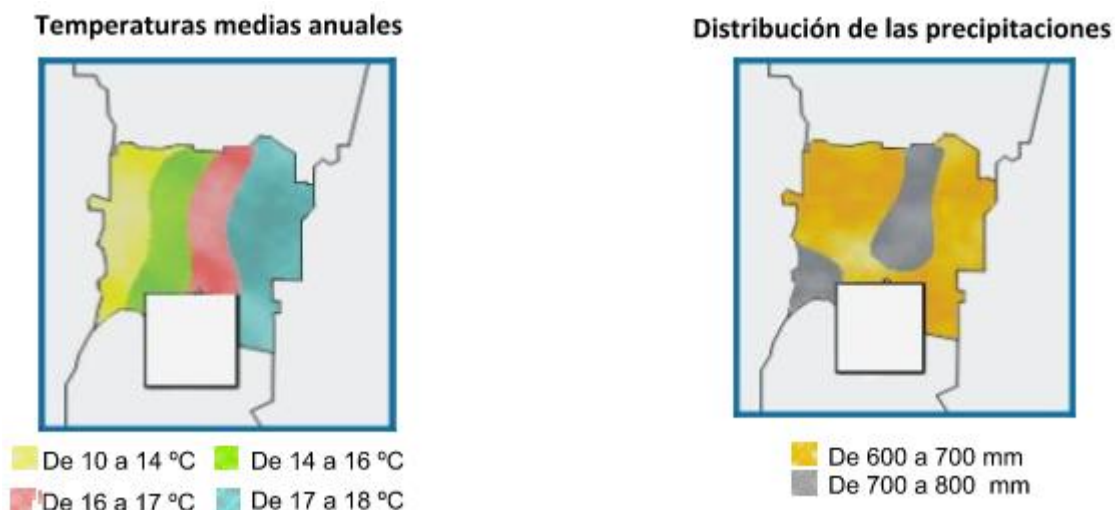 Temperaturas medias anuales
Distribución de las precipitaciones
De 10 a 14 ºC
De 14 a 16 ºC
De 16 a 17 ºC
De 17 a 18 ºC
De 600 a 700 mm
De 700 a 800 mm